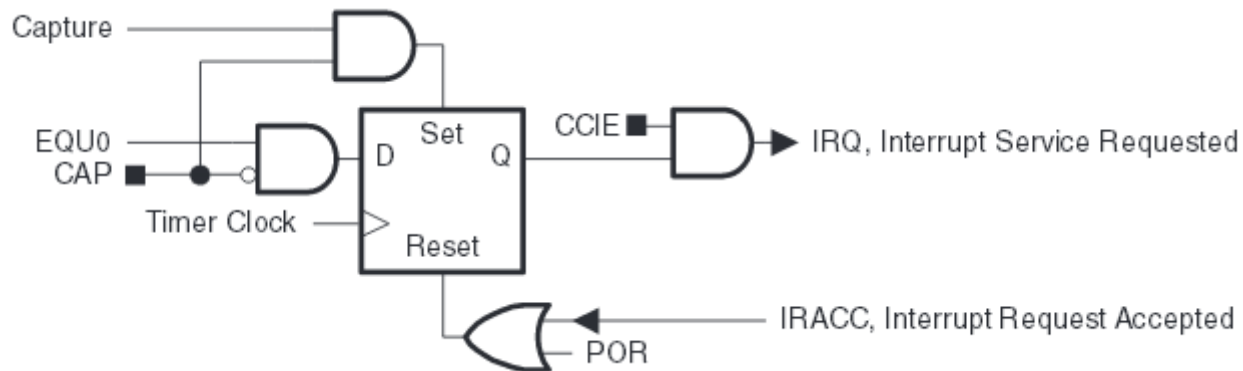 Capture
EQU0
CAP
Timer Clock
Set
D
Q
Reset
CCIE
IRQ, Interrupt Service Requested
IRACC, Interrupt Request Accepted
POR